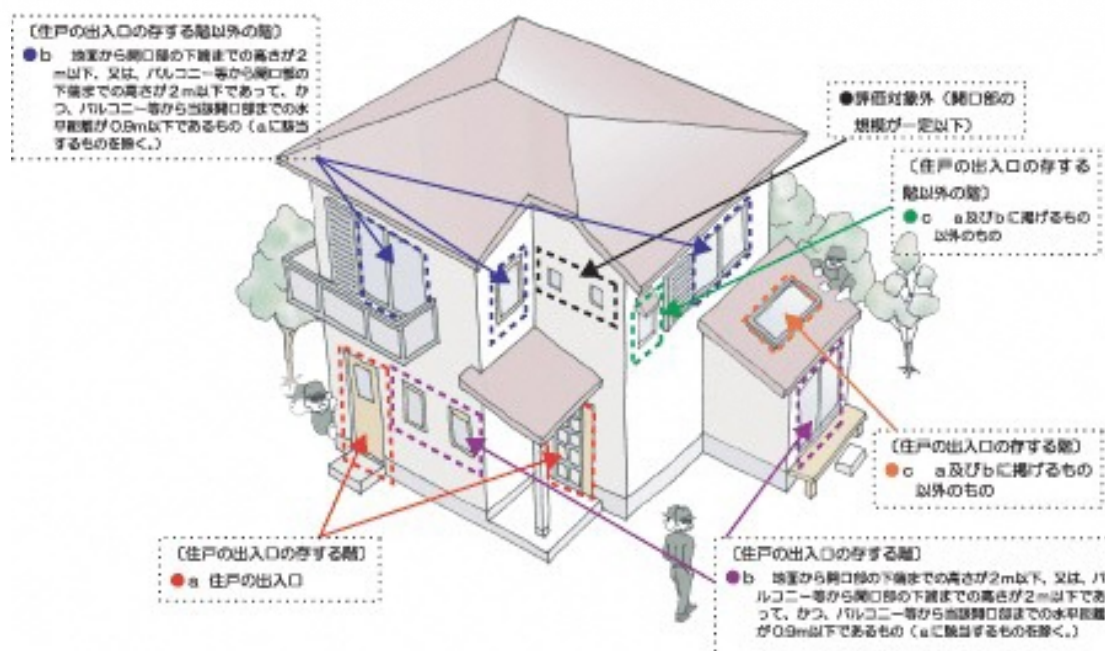 〔住戸の出入口の存する階以外の階〕
●b 地面から開口部の下端までの高さが2
m以下、又は、バルコニー等から開口部の
下端までの高さが2m以下であって、か
つ、バルコニー等から当該開口部までの水
平距離が0.9m以下であるもの（aに該当
するものを除く。）
●評価対象外（開口部の
規模が一定以下）
〔住戸の出入口の存する
階以外の階〕
●c a及びbに掲げるもの
以外のもの
〔住戸の出入口の存する階〕
●c a及びbに掲げるもの
以外のもの
〔住戸の出入口の存する階〕
●a 住戸の出入口
〔住戸の出入口の存する階〕
●b 地面から開口部の下端までの高さが2m以下、又は、バ
ルコニー等から開口部の下端までの高さが2m以下であ
って、かつ、バルコニー等から当該開口部までの水平距離
が0.9m以下であるもの（aに該当するものを除く。）